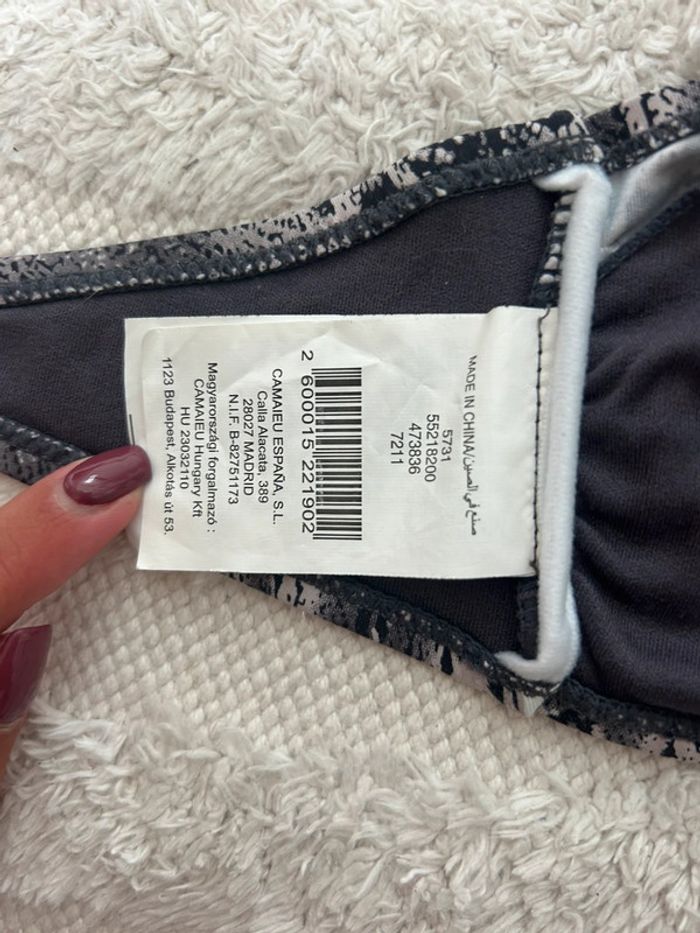 MADE IN CHINA/صنع في الصين
5731
55218200
473836
7211
2 600015 221902
CAMAIEU ESPAÑA, S.L.
Calla Alacata, 389
28027 MADRID
N.I.F. B-82751173
Magyarországi forgalmazó :
CAMAIEU Hungary Kft
HU 23032110
1123 Budapest, Alkotás út 53.